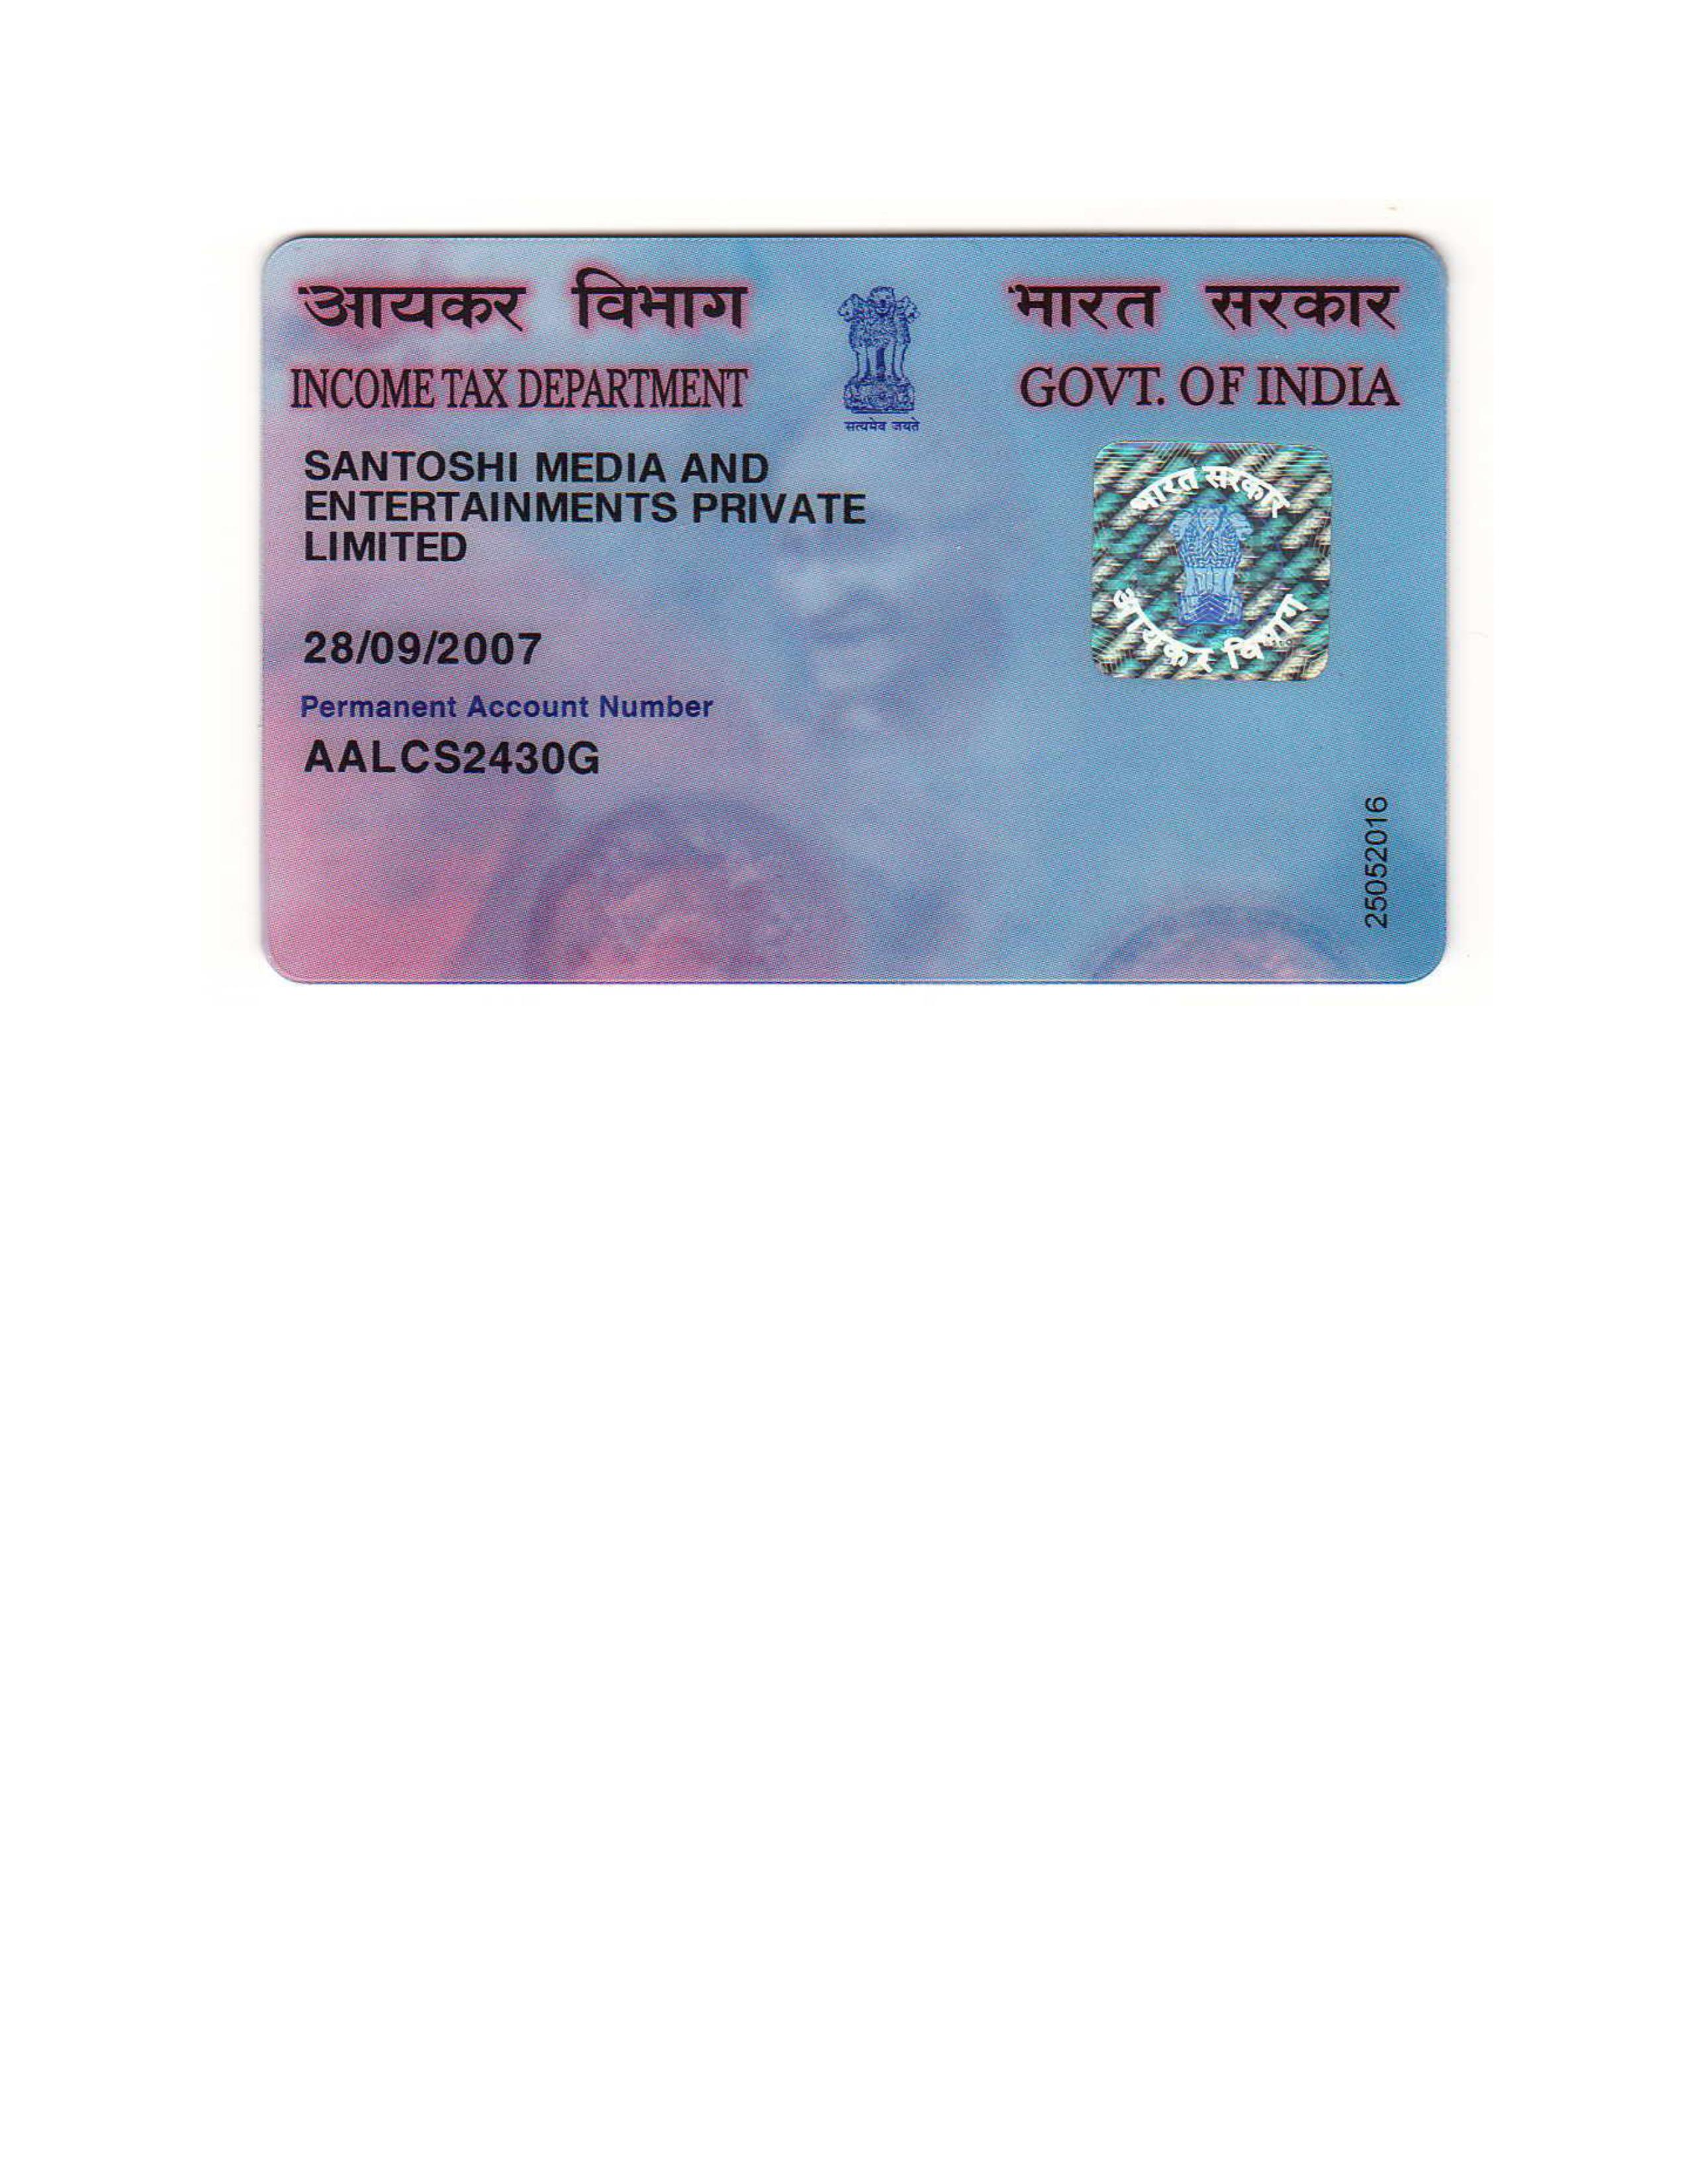 आयकर विभाग
INCOME TAX DEPARTMENT
सत्यमेव जयते
भारत सरकार
GOVT. OF INDIA
SANTOSHI MEDIA AND
ENTERTAINMENTS PRIVATE
LIMITED
28/09/2007
Permanent Account Number
AALCS2430G
भारत सरकार
आयकर विभाग
25052016